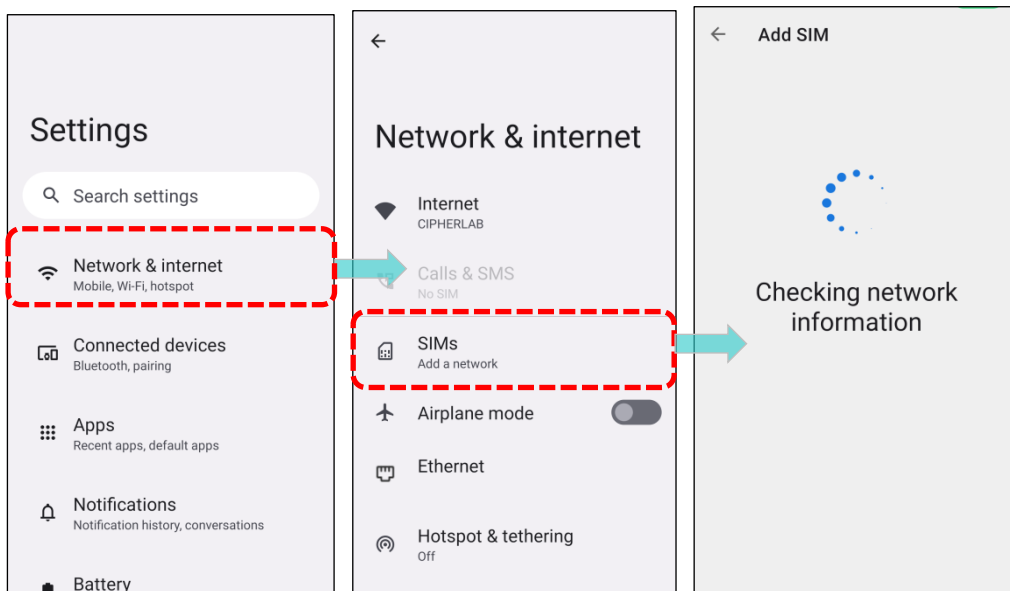 Settings
Search settings
Network & internet
Mobile, Wi-Fi, hotspot
Connected devices
Bluetooth, pairing
Apps
Recent apps, default apps
Notifications
Notification history, conversations
Battery
Network & internet
Internet
CIPHERLAB
Calls & SMS
No SIM
SIMs
Add a network
Airplane mode
Ethernet
Hotspot & tethering
Off
Add SIM
Checking network
information